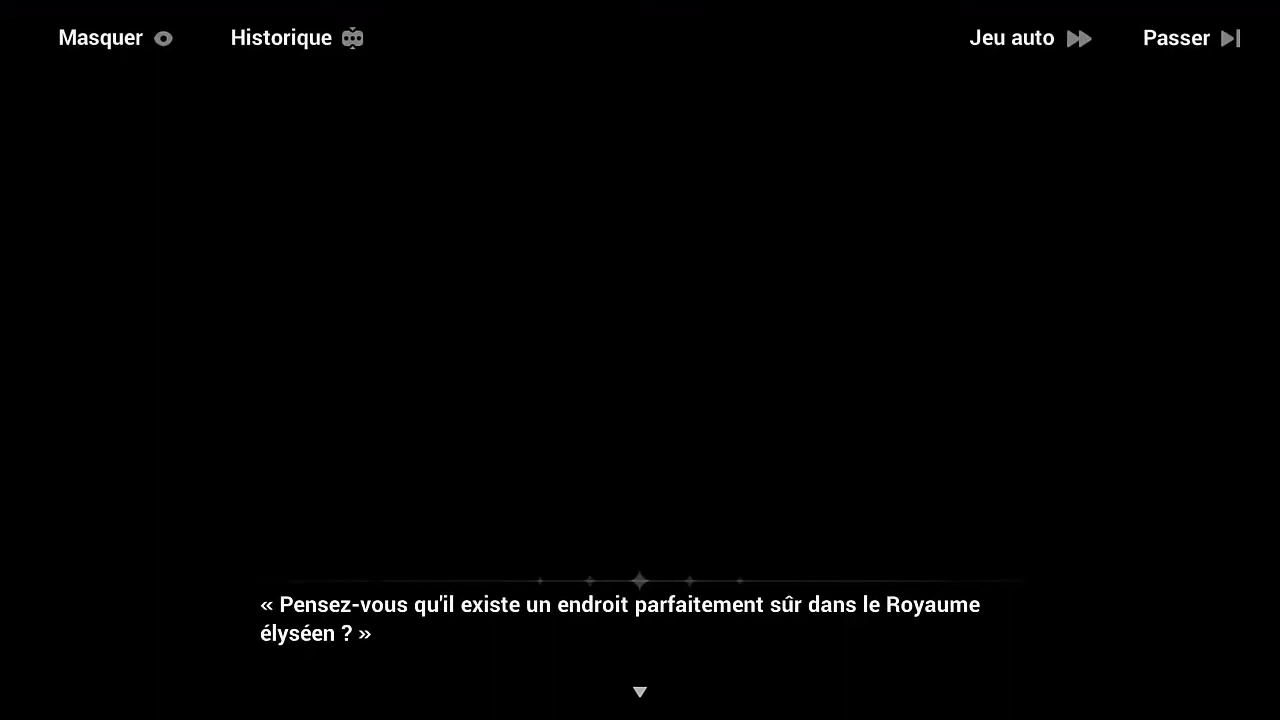 Masquer
Historique
Jeu auto
Passer
« Pensez-vous qu'il existe un endroit parfaitement sûr dans le Royaume
élyséen ? »